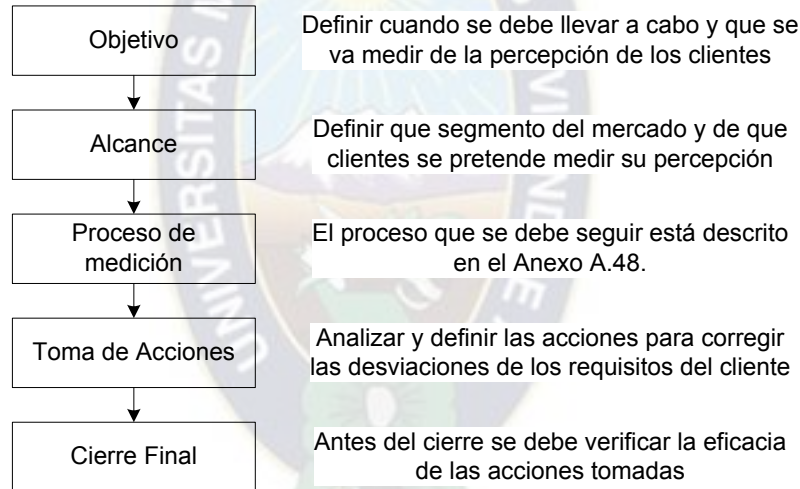 Objetivo
Definir cuando se debe llevar a cabo y que se
va medir de la percepción de los clientes
Alcance
Definir que segmento del mercado y de que
clientes se pretende medir su percepción
Proceso de
medición
El proceso que se debe seguir está descrito
en el Anexo A.48.
Toma de Acciones
Analizar y definir las acciones para corregir
las desviaciones de los requisitos del cliente
Cierre Final
Antes del cierre se debe verificar la eficacia
de las acciones tomadas